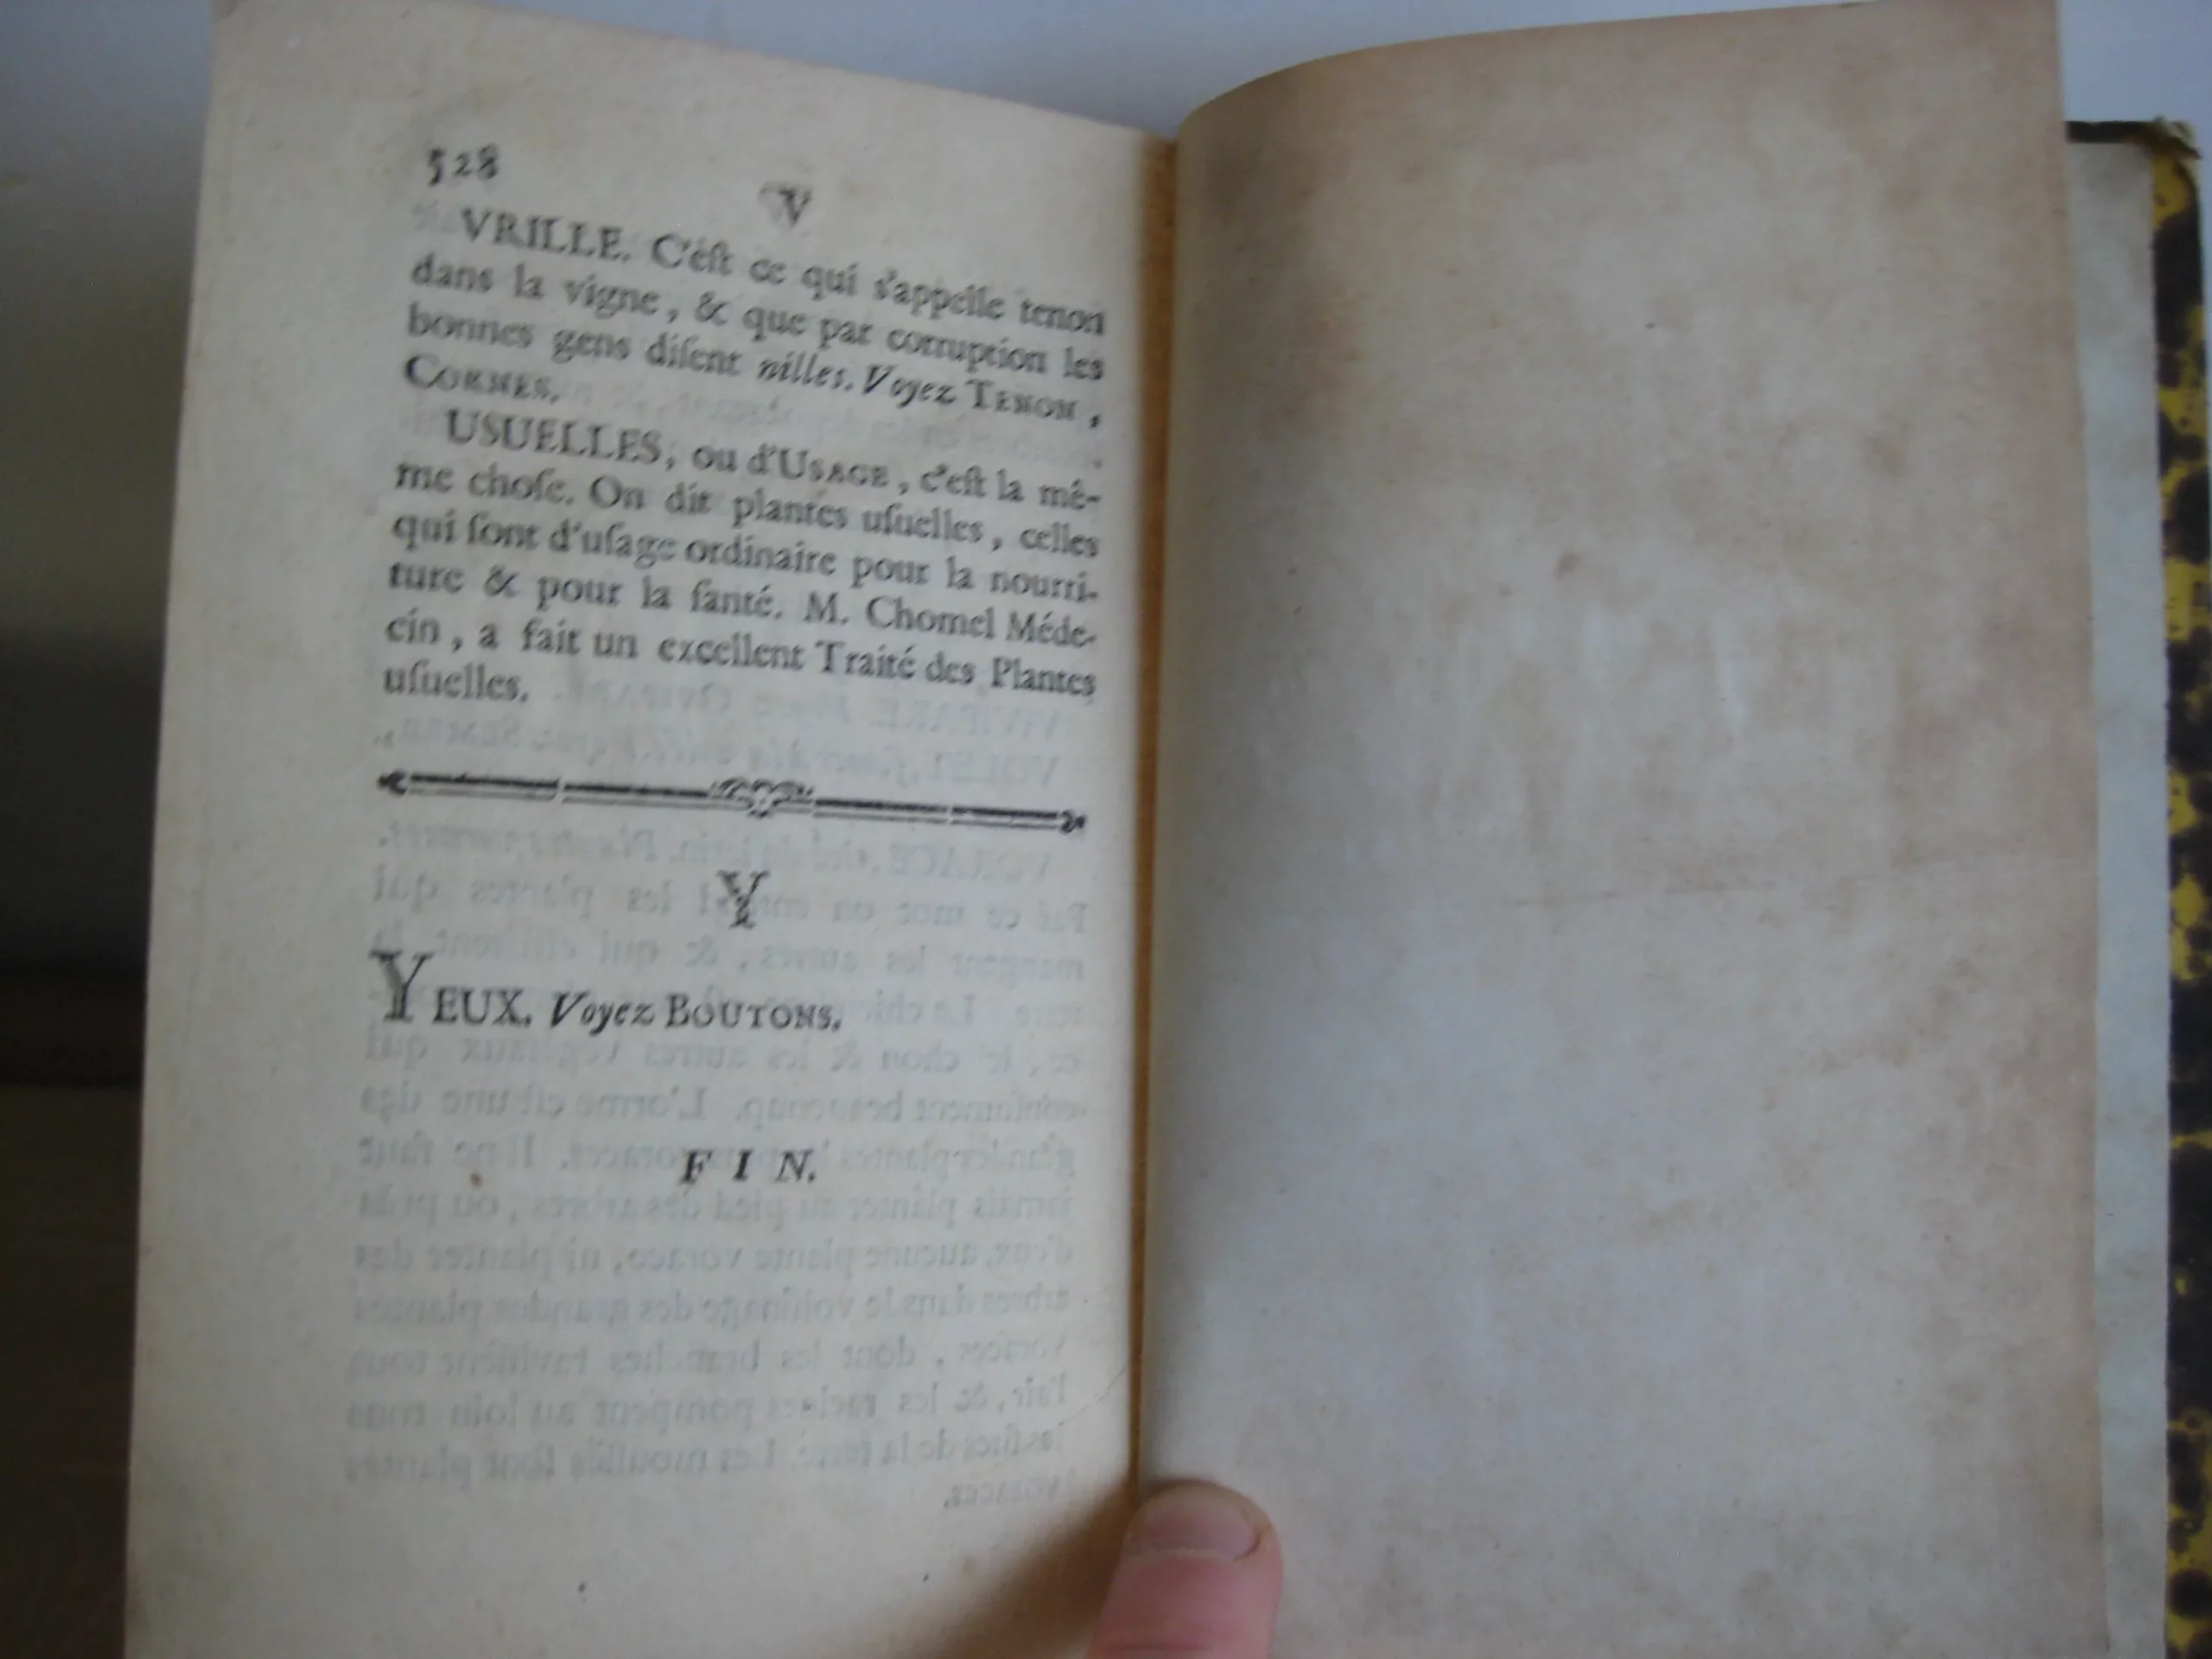 528
V
VRILLE. C'eſt ce qui s'appelle tenon
dans la vigne, & que par corruption les
bonnes gens diſent nilles. Voyez TENON,
CORNES.
USUELLES, ou d'USAGE, c'eſt la mê-
me choſe. On dit plantes uſuelles, celles
qui ſont d'uſage ordinaire pour la nourri-
ture & pour la ſanté. M. Chomel Méde-
cin, a fait un excellent Traité des Plantes
uſuelles.
Y
YEUX. Voyez BOUTONS.
FIN.